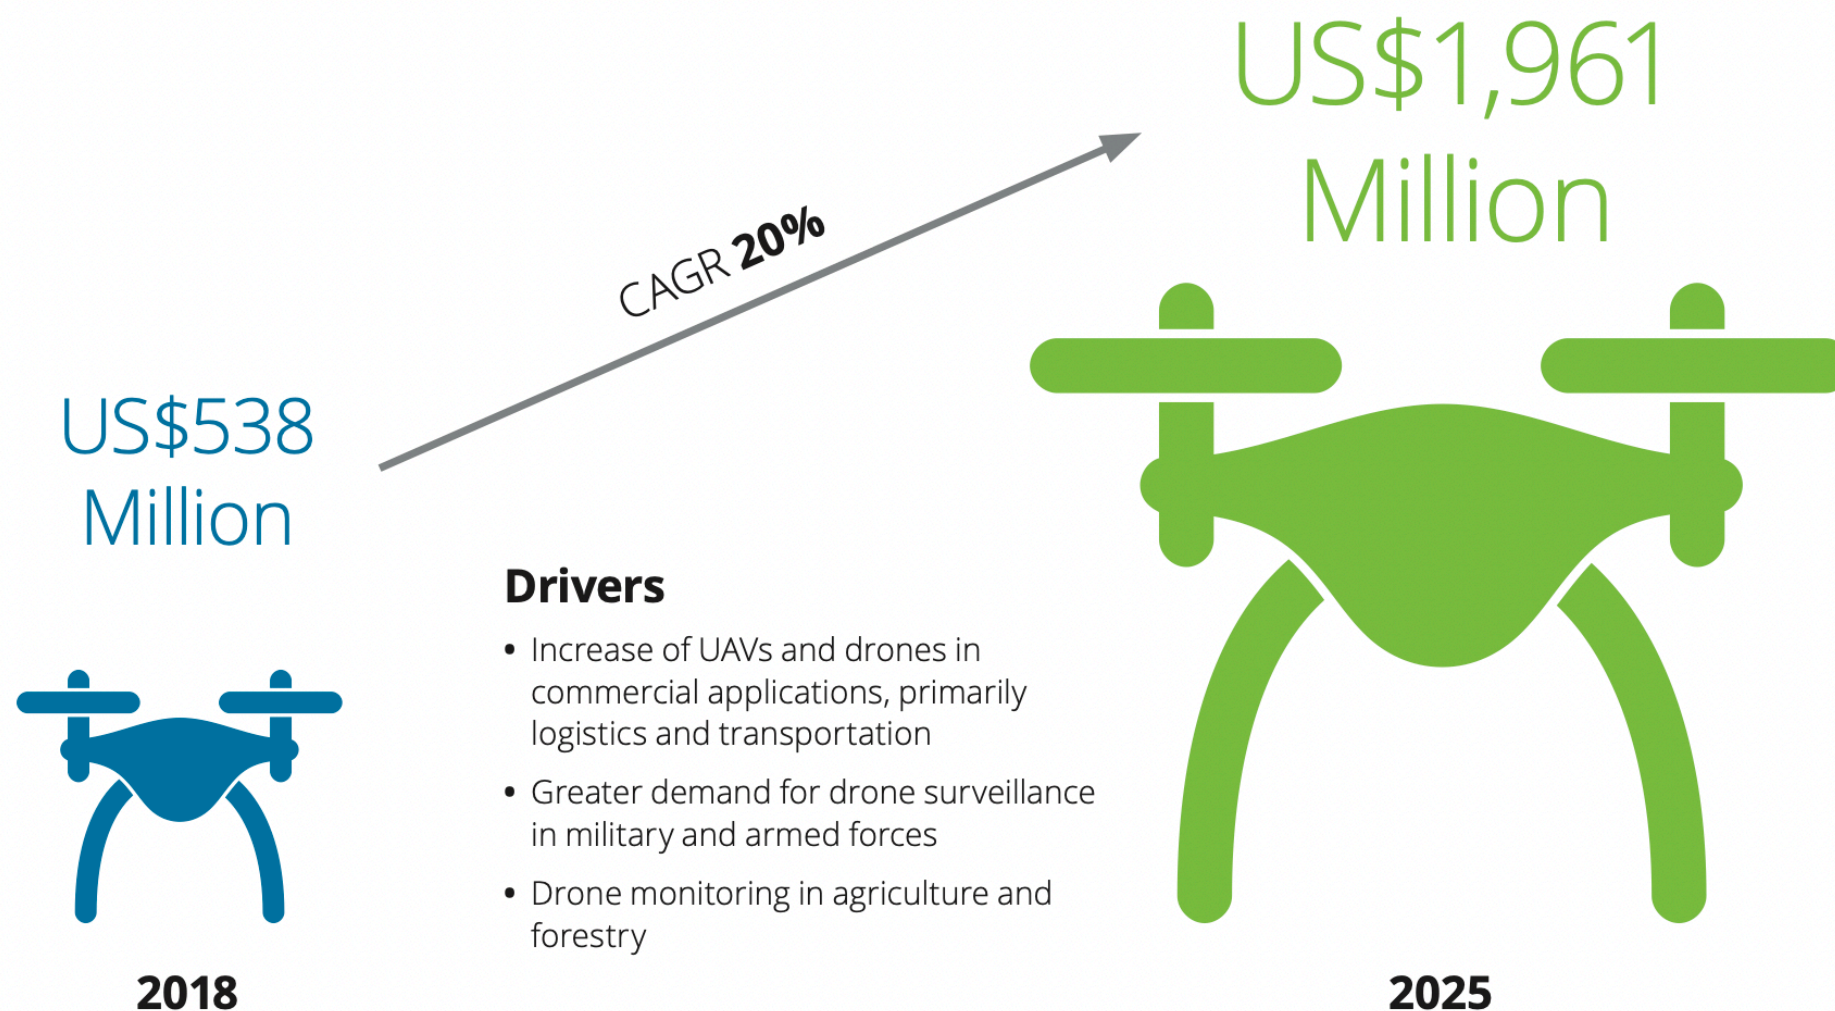 US$1,961
Million
CAGR 20%
US$538
Million
Drivers
• Increase of UAVs and drones in
commercial applications, primarily
logistics and transportation
• Greater demand for drone surveillance
in military and armed forces
• Drone monitoring in agriculture and
forestry
2018
2025